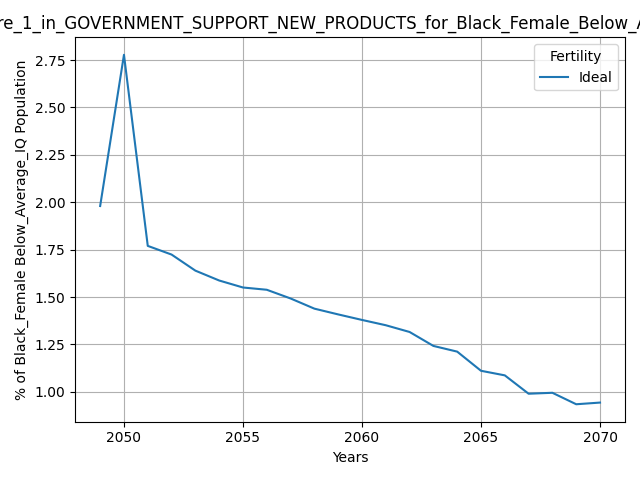 re_1_in_GOVERNMENT_SUPPORT_NEW_PRODUCTS_for_Black_Female_Below_A
Fertility
Ideal
% of Black_Female Below_Average_IQ Population
2.75
2.50
2.25
2.00
1.75
1.50
1.25
1.00
2050 2055 2060 2065 2070
Years